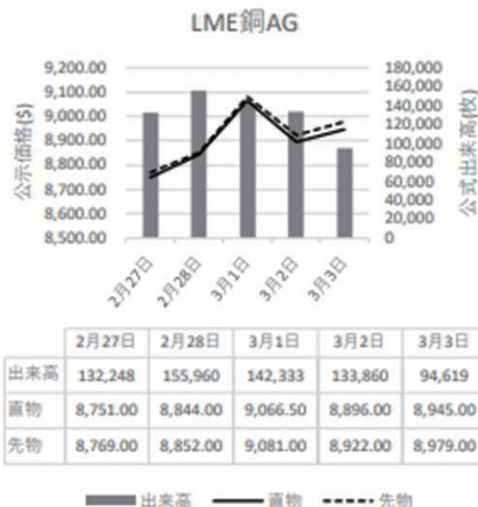 LME銅AG
公示価格($)
9,200.00
9,100.00
9,000.00
8,900.00
8,800.00
8,700.00
8,600.00
8,500.00
180,000
160,000
140,000
120,000
100,000
80,000
60,000
40,000
20,000
0
公式出来高(枚)
2月27日 2月28日 3月1日 3月2日 3月3日
2月27日 2月28日 3月1日 3月2日 3月3日
出来高 132,248 155,960 142,333 133,860 94,619
直物 8,751.00 8,844.00 9,066.50 8,896.00 8,945.00
先物 8,769.00 8,852.00 9,081.00 8,922.00 8,979.00
出来高 直物 先物